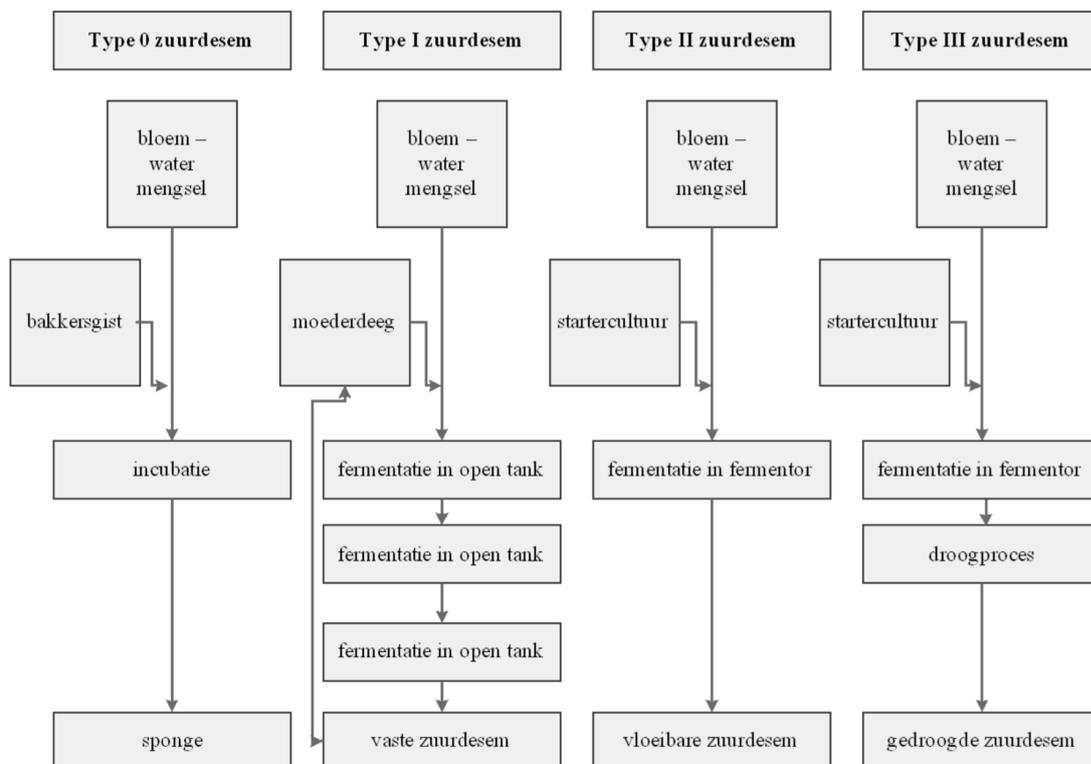 Type 0 zuurdesem
Type I zuurdesem
Type II zuurdesem
Type III zuurdesem
bloem –
water
mengsel
bloem –
water
mengsel
bloem –
water
mengsel
bloem –
water
mengsel
bakkersgist
moederdeeg
startercultuur
startercultuur
incubatie
fermentatie in open tank
fermentatie in fermentor
fermentatie in fermentor
fermentatie in open tank
droogproces
fermentatie in open tank
sponge
vaste zuurdesem
vloeibare zuurdesem
gedroogde zuurdesem